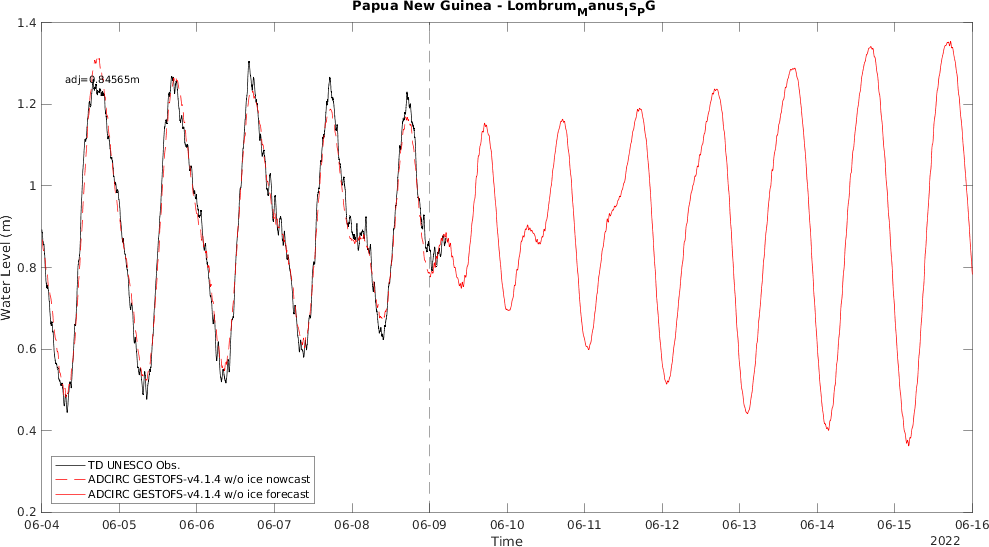 Papua New Guinea - LombrumManusIsPG
adj=0.84565m
1.4
1.2
1
0.8
0.6
0.4
0.2
Water Level (m)
TD UNESCO Obs.
ADCIRC GESTOFS-v4.1.4 w/o ice nowcast
ADCIRC GESTOFS-v4.1.4 w/o ice forecast
06-04 06-05 06-06 06-07 06-08 06-09 06-10 06-11 06-12 06-13 06-14 06-15 06-16
Time
2022